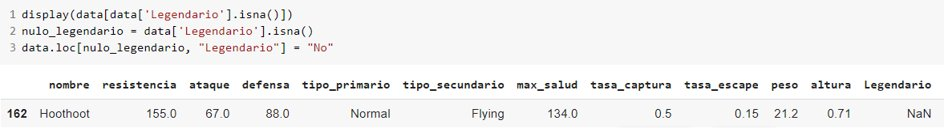 1 display(data[data['Legendario'].isna()])
2 nulo_legendario = data['Legendario'].isna()
3 data.loc[nulo_legendario, "Legendario"] = "No"
nombre resistencia ataque defensa tipo_primario tipo_secundario max_salud tasa_captura tasa_escape peso altura Legendario
162 Hoothoot 155.0 67.0 88.0 Normal Flying 134.0 0.5 0.15 21.2 0.71 NaN